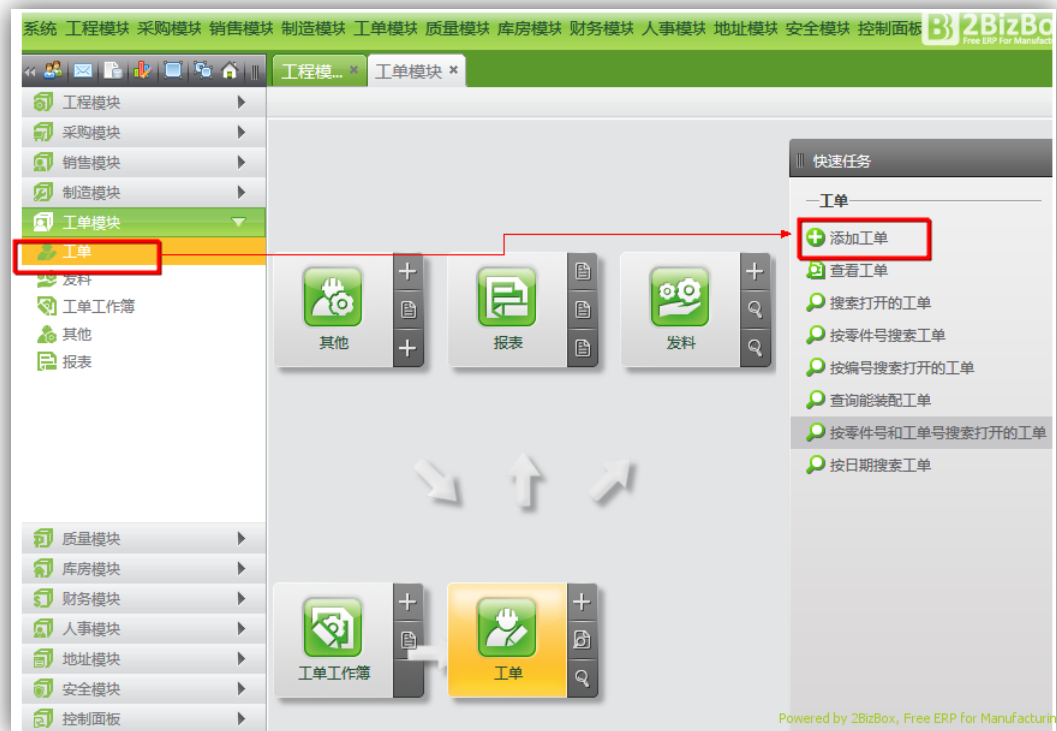 系统 工程模块 采购模块 销售模块 制造模块 工单模块 质量模块 库房模块 财务模块 人事模块 地址模块 安全模块 控制面板
2BizBo
Free ERP For Manufactu
工程模...
工单模块
工程模块
采购模块
销售模块
制造模块
工单模块
工单
发料
工单工作簿
其他
报表
质量模块
库房模块
财务模块
人事模块
地址模块
安全模块
控制面板
其他
报表
发料
工单工作簿
工单
快速任务
工单
添加工单
查看工单
搜索打开的工单
按零件号搜索工单
按编号搜索打开的工单
查询能装配工单
按零件号和工单号搜索打开的工单
按日期搜索工单
Powered by 2BizBox, Free ERP for Manufacturin